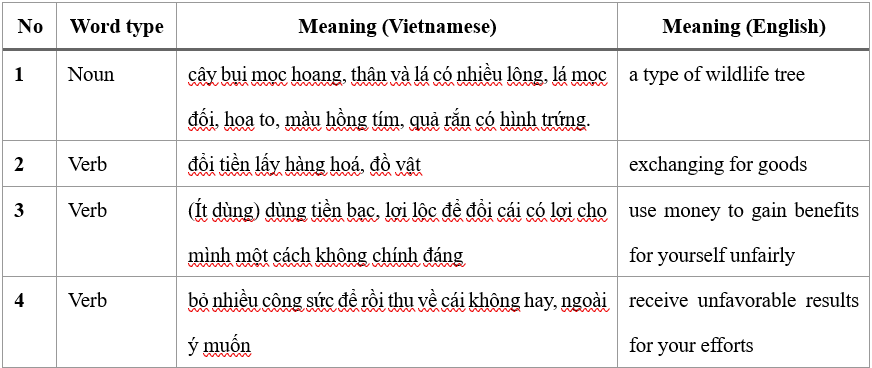 No Word type Meaning (Vietnamese) Meaning (English)
1 Noun cây bụi mọc hoang, thân và lá có nhiều lông, lá mọc a type of wildlife tree
đối, hoa to, màu hồng tím, quả rắn có hình trứng.
2 Verb đổi tiền lấy hàng hoá, đồ vật exchanging for goods
3 Verb (Ít dùng) dùng tiền bạc, lợi lộc để đổi cái có lợi cho use money to gain benefits
mình một cách không chính đáng for yourself unfairly
4 Verb bỏ nhiều công sức để rồi thu về cái không hay, ngoài receive unfavorable results
ý muốn for your efforts